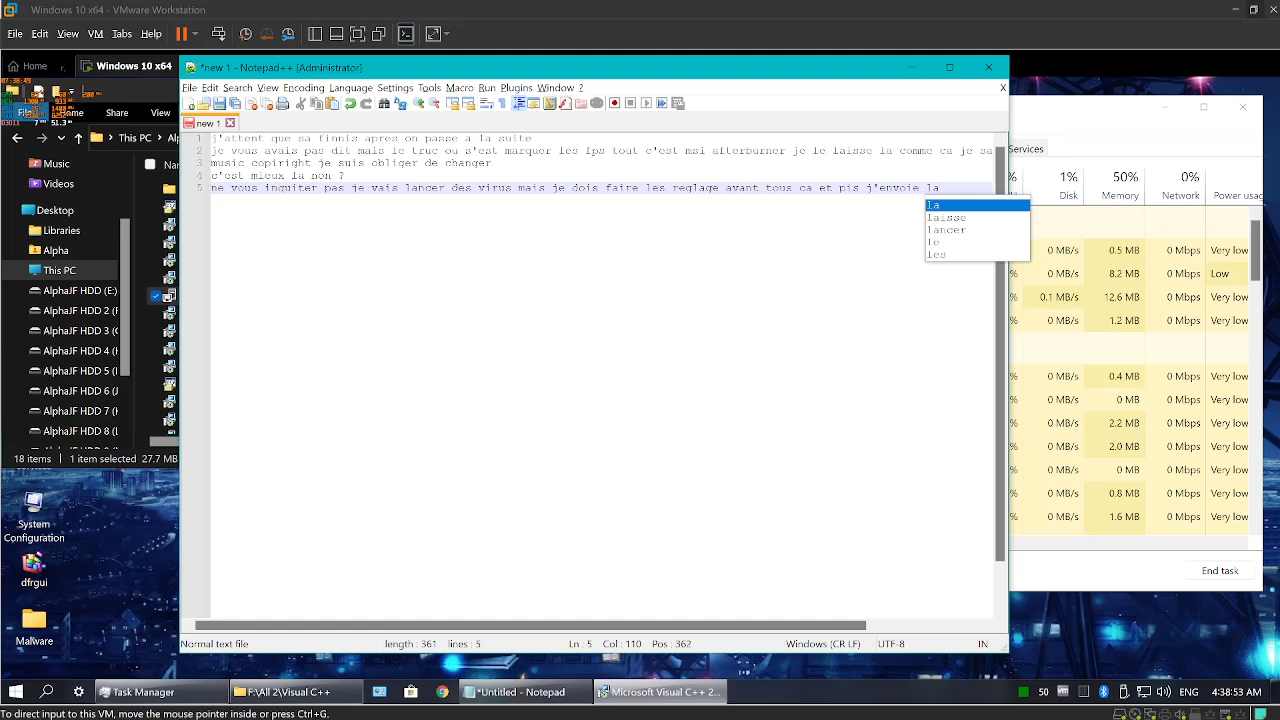 Windows 10 x64 - VMware Workstation
File Edit View VM Tabs Help
Home
Windows 10 x64
07:38:49
*new 1 - Notepad++ [Administrator]
File Edit Search View Encoding Language Settings Tools Macro Run Plugins Window ? X
new 1
File Home Share View
This PC
1 j'attent que sa finnis apres on passe a la suite
2 je vous avais pas dit mais le truc ou s'est marquer les fps tout c'est msi afterburner je le laisse la comme ca je sa
3 music copiright je suis obliger de changer
4 c'est mieux la non ?
5 ne vous inquiter pas je vais lancer des virus mais je dois faire les reglage avant tous ca et pis j'envoie la
la
laisse
lancer
le
les
Music
Videos
Desktop
Libraries
Alpha
This PC
AlphaJF HDD (E:)
AlphaJF HDD 2 (
AlphaJF HDD 3 (
AlphaJF HDD 4 (
AlphaJF HDD 5 (
AlphaJF HDD 6 (
AlphaJF HDD 7 (
AlphaJF HDD 8 (
18 items 1 item selected 27.7 MB
Services
% 1% 50% 0%
Disk Memory Network Power usag
% 0 MB/s 0.5 MB 0 Mbps Very low
% 0 MB/s 8.2 MB 0 Mbps Low
% 0.1 MB/s 12.6 MB 0 Mbps Very low
% 0 MB/s 1.2 MB 0 Mbps Very low
% 0 MB/s 0.4 MB 0 Mbps Very low
% 0 MB/s 0 MB 0 Mbps Very low
% 0 MB/s 2.2 MB 0 Mbps Very low
% 0 MB/s 2.0 MB 0 Mbps Very low
% 0 MB/s 0 MB 0 Mbps Very low
% 0 MB/s 0.8 MB 0 Mbps Very low
% 0 MB/s 1.6 MB 0 Mbps Very low
End task
System
Configuration
dfrgui
Malware
Normal text file length : 361 lines : 5 Ln : 5 Col : 110 Pos : 362 Windows (CR LF) UTF-8 IN
Task Manager F:\All 2\Visual C++ *Untitled - Notepad Microsoft Visual C++ 2... 50 ENG 4:38:53 AM
To direct input to this VM, move the mouse pointer inside or press Ctrl+G.